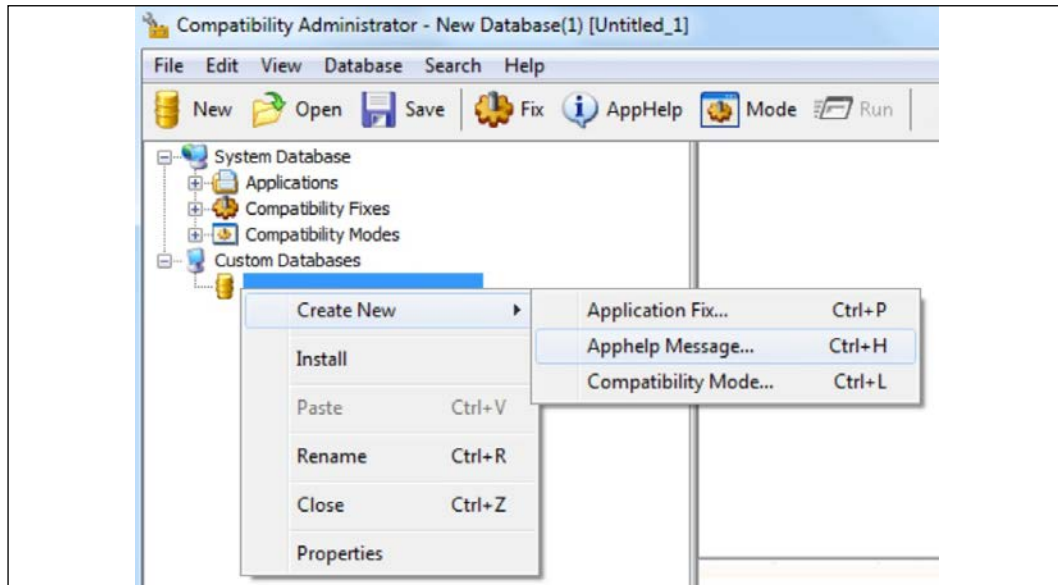 Compatibility Administrator - New Database(1) [Untitled_1]
File Edit View Database Search Help
New Open Save Fix AppHelp Mode Run
System Database
Applications
Compatibility Fixes
Compatibility Modes
Custom Databases
Create New
Install
Paste Ctrl+V
Rename Ctrl+R
Close Ctrl+Z
Properties
Application Fix... Ctrl+P
Apphelp Message... Ctrl+H
Compatibility Mode... Ctrl+L